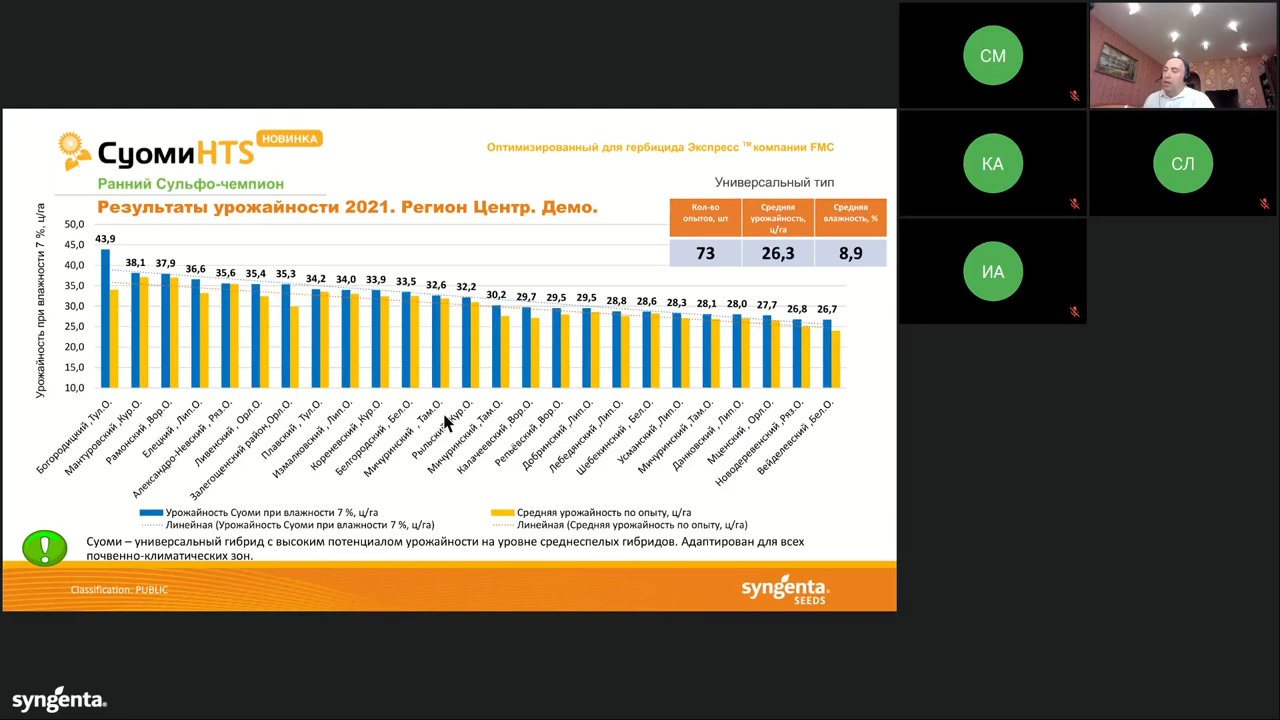 СуомиHTS
НОВИНКА
Оптимизированный для гербицида Экспресс ™компании FMC
Ранний Сульфо-чемпион
Универсальный тип
Результаты урожайности 2021. Регион Центр. Демо.
Кол-во опытов, шт
Средняя урожайность, ц/га
Средняя влажность, %
73
26,3
8,9
Урожайность при влажности 7 %, ц/га
50,0
45,0
40,0
35,0
30,0
25,0
20,0
15,0
10,0
43,9
38,1
37,9
36,6
35,6
35,4
35,3
34,2
34,0
33,9
33,5
32,6
32,2
30,2
29,7
29,5
29,5
28,8
28,6
28,3
28,1
28,0
27,7
26,8
26,7
Богородицкий ,Тул.О.
Мантуровский ,Кур.О.
Рамонский ,Вор.О.
Елецкий , Лип.О.
Александро-Невский , Ряз.О.
Ливенский , Орл.О.
Залегощенский район,Орл.О.
Плавский , Тул.О.
Измалковский , Лип.О.
Кореневский ,Кур.О.
Белгородский , Бел.О.
Мичуринский , Там.О.
Рыльский ,Кур.О.
Мичуринский ,Там.О.
Калачеевский , Вор.О.
Репьёвский , Вор.О.
Добринский , Лип.О.
Лебедянский , Лип.О.
Шебекинский , Бел.О.
Усманский , Лип.О.
Мичуринский , Там.О.
Данковский , Лип.О.
Мценский , Орл.О.
Новодеревенский , Ряз.О.
Вейделевский , Бел.О.
Урожайность Суоми при влажности 7 %, ц/га
Средняя урожайность по опыту, ц/га
Линейная (Урожайность Суоми при влажности 7 %, ц/га)
Линейная (Средняя урожайность по опыту, ц/га)
Суоми – универсальный гибрид с высоким потенциалом урожайности на уровне среднеспелых гибридов. Адаптирован для всех
почвенно-климатических зон.
Classification: PUBLIC
syngenta
SEEDS
syngenta
СМ
КА
СЛ
ИА